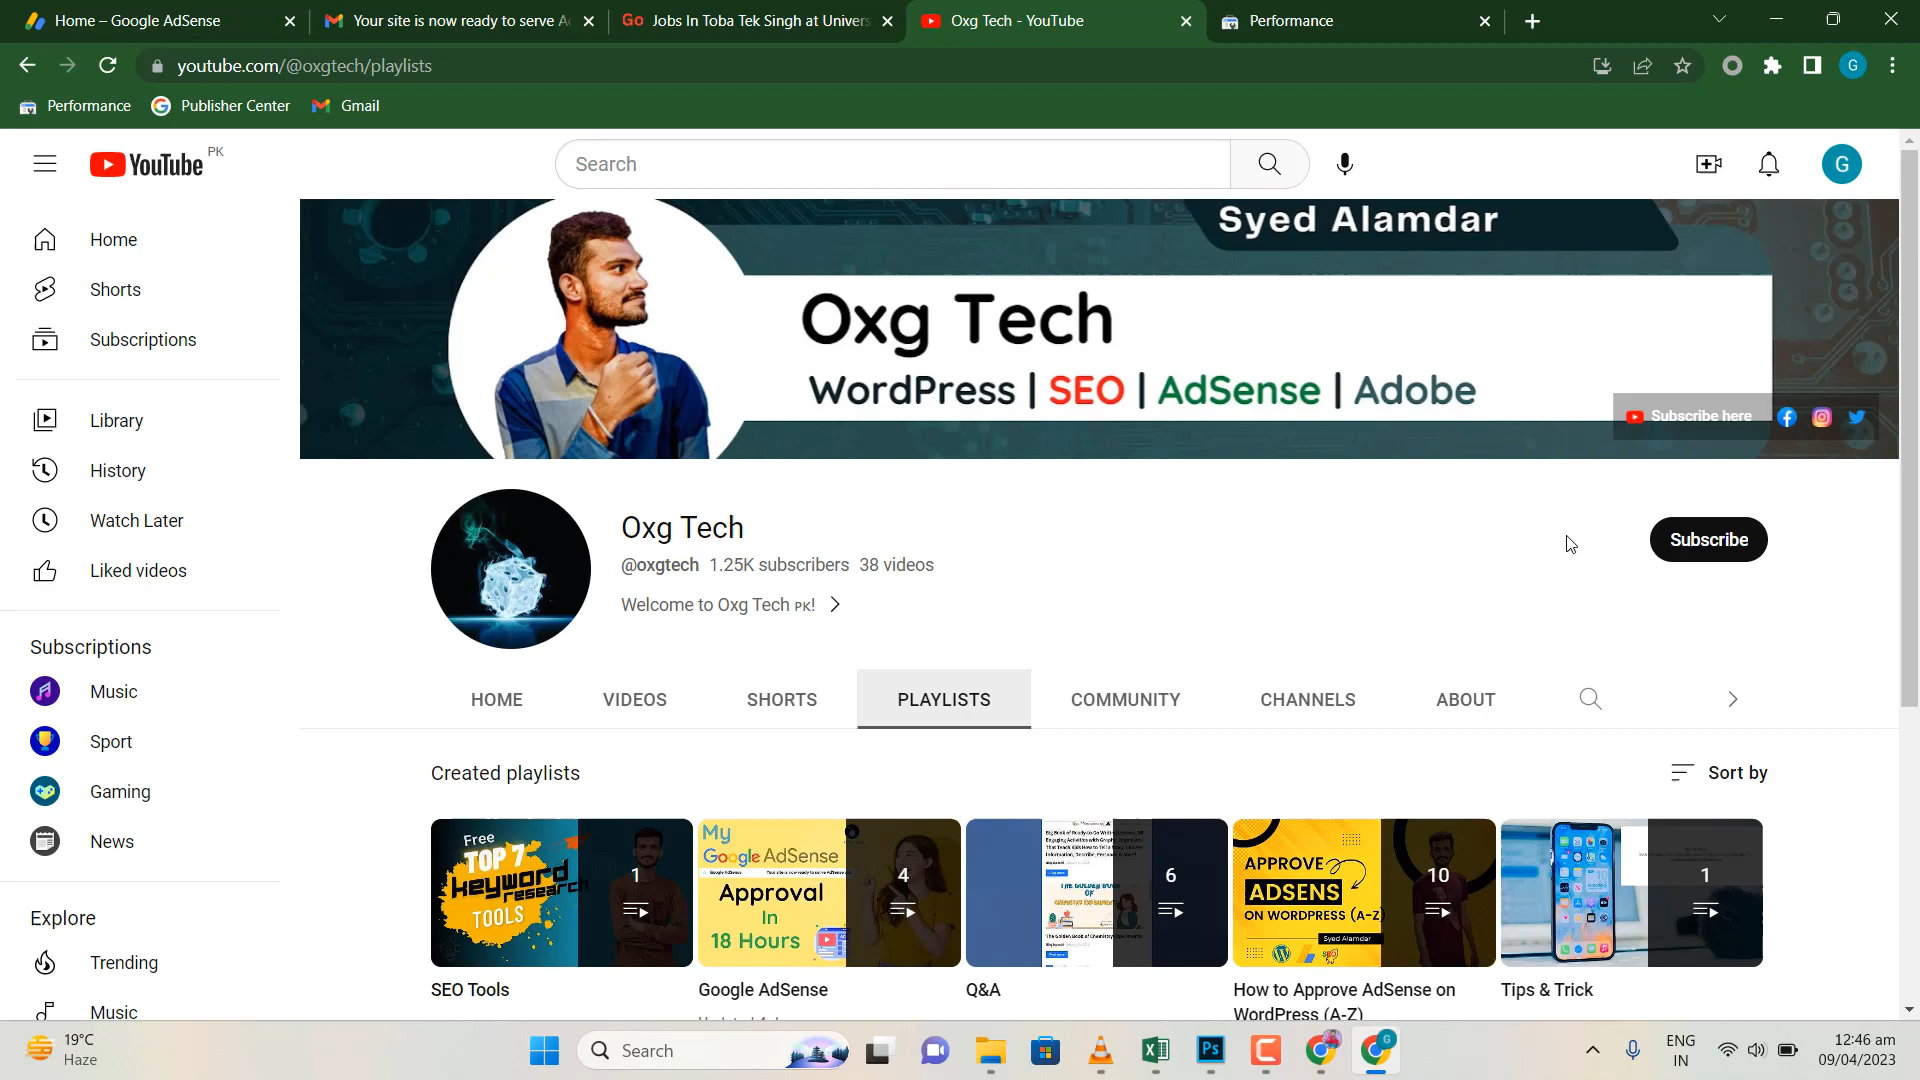 Home – Google AdSense
Your site is now ready to serve A
Jobs In Toba Tek Singh at Univers
Oxg Tech - YouTube
Performance
youtube.com/@oxgtech/playlists
G
Performance
Publisher Center
Gmail
YouTube PK
Search
G
Home
Shorts
Subscriptions
Library
History
Watch Later
Liked videos
Subscriptions
Music
Sport
Gaming
News
Explore
Trending
Music
Syed Alamdar
Oxg Tech
WordPress | SEO | AdSense | Adobe
Subscribe here
Oxg Tech
@oxgtech 1.25K subscribers 38 videos
Welcome to Oxg Tech PK!
Subscribe
HOME
VIDEOS
SHORTS
PLAYLISTS
COMMUNITY
CHANNELS
ABOUT
Created playlists
Sort by
Free
TOP 7
keyword
research
TOOLS
1
My
Google AdSense
Approval
In
18 Hours
4
THE GOLDEN BOOK
OF
6
APPROVE
ADSENS
ON WORDPRESS (A-Z)
Syed Alamdar
10
1
SEO Tools
Google AdSense
Q&A
How to Approve AdSense on
WordPress (A-Z)
Tips & Trick
19°C
Haze
Search
ENG
IN
12:46 am
09/04/2023